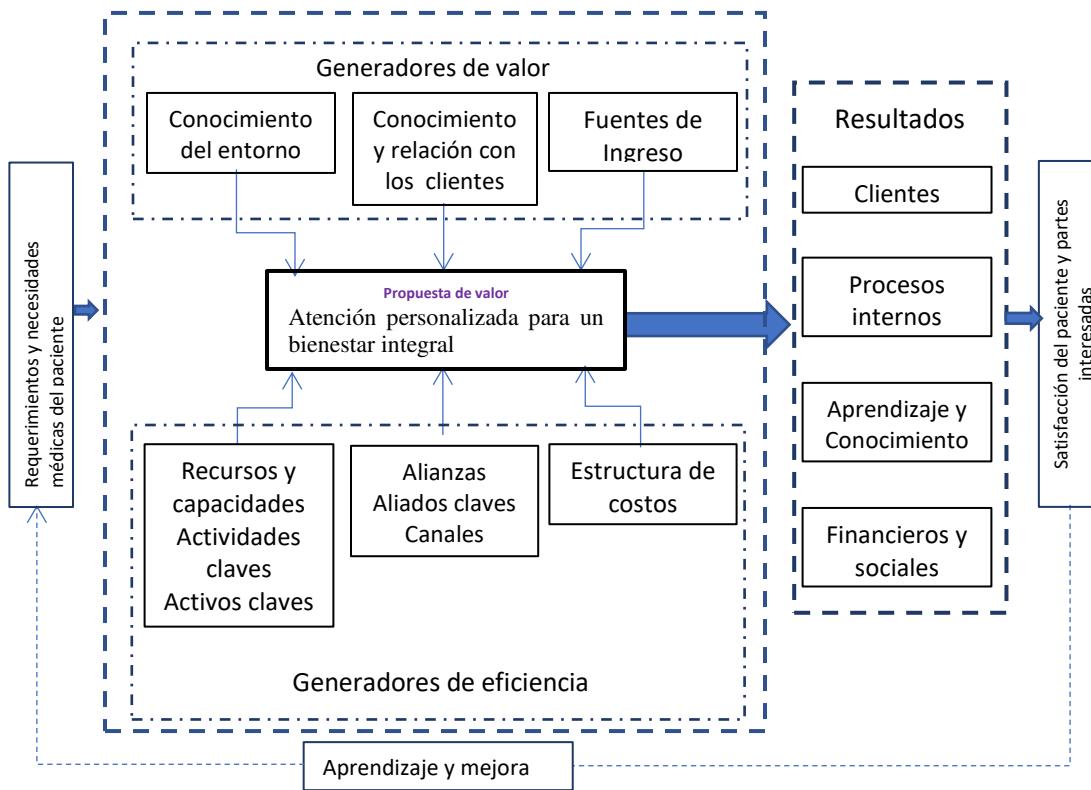 Requerimientos y necesidades
médicas del paciente
Generadores de valor
Conocimiento
del entorno
Conocimiento
y relación con
los clientes
Fuentes de
Ingreso
Propuesta de valor
Atención personalizada para un
bienestar integral
Recursos y
capacidades
Actividades
claves
Activos claves
Alianzas
Aliados claves
Canales
Estructura de
costos
Generadores de eficiencia
Resultados
Clientes
Procesos
internos
Aprendizaje y
Conocimiento
Financieros y
sociales
Satisfacción del paciente y partes
interesadas
Aprendizaje y mejora